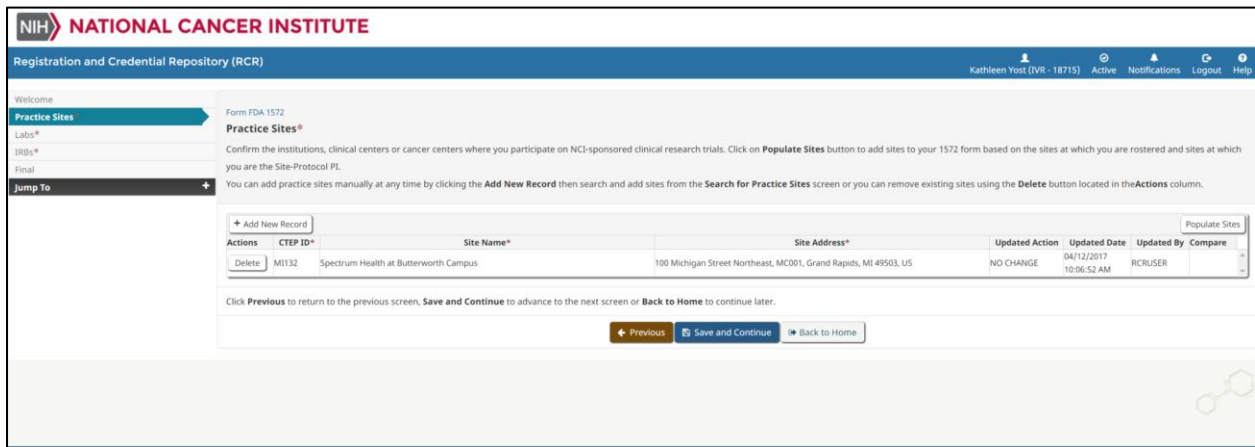 NIH NATIONAL CANCER INSTITUTE
Registration and Credential Repository (RCR)
Kathleen Yost (IVR - 18715) Active Notifications Logout Help
Welcome
Practice Sites*
Labs*
IRBs*
Final
Jump To +
Form FDA 1572
Practice Sites*
Confirm the institutions, clinical centers or cancer centers where you participate on NCI-sponsored clinical research trials. Click on Populate Sites button to add sites to your 1572 form based on the sites at which you are rostered and sites at which
you are the Site-Protocol PI.
You can add practice sites manually at any time by clicking the Add New Record then search and add sites from the Search for Practice Sites screen or you can remove existing sites using the Delete button located in theActions column.
+ Add New Record Populate Sites
Actions CTEP ID* Site Name* Site Address* Updated Action Updated Date Updated By Compare
Delete MI132 Spectrum Health at Butterworth Campus 100 Michigan Street Northeast, MC001, Grand Rapids, MI 49503, US NO CHANGE 04/12/2017 10:06:52 AM RCRUSER
Click Previous to return to the previous screen, Save and Continue to advance to the next screen or Back to Home to continue later.
Previous Save and Continue Back to Home